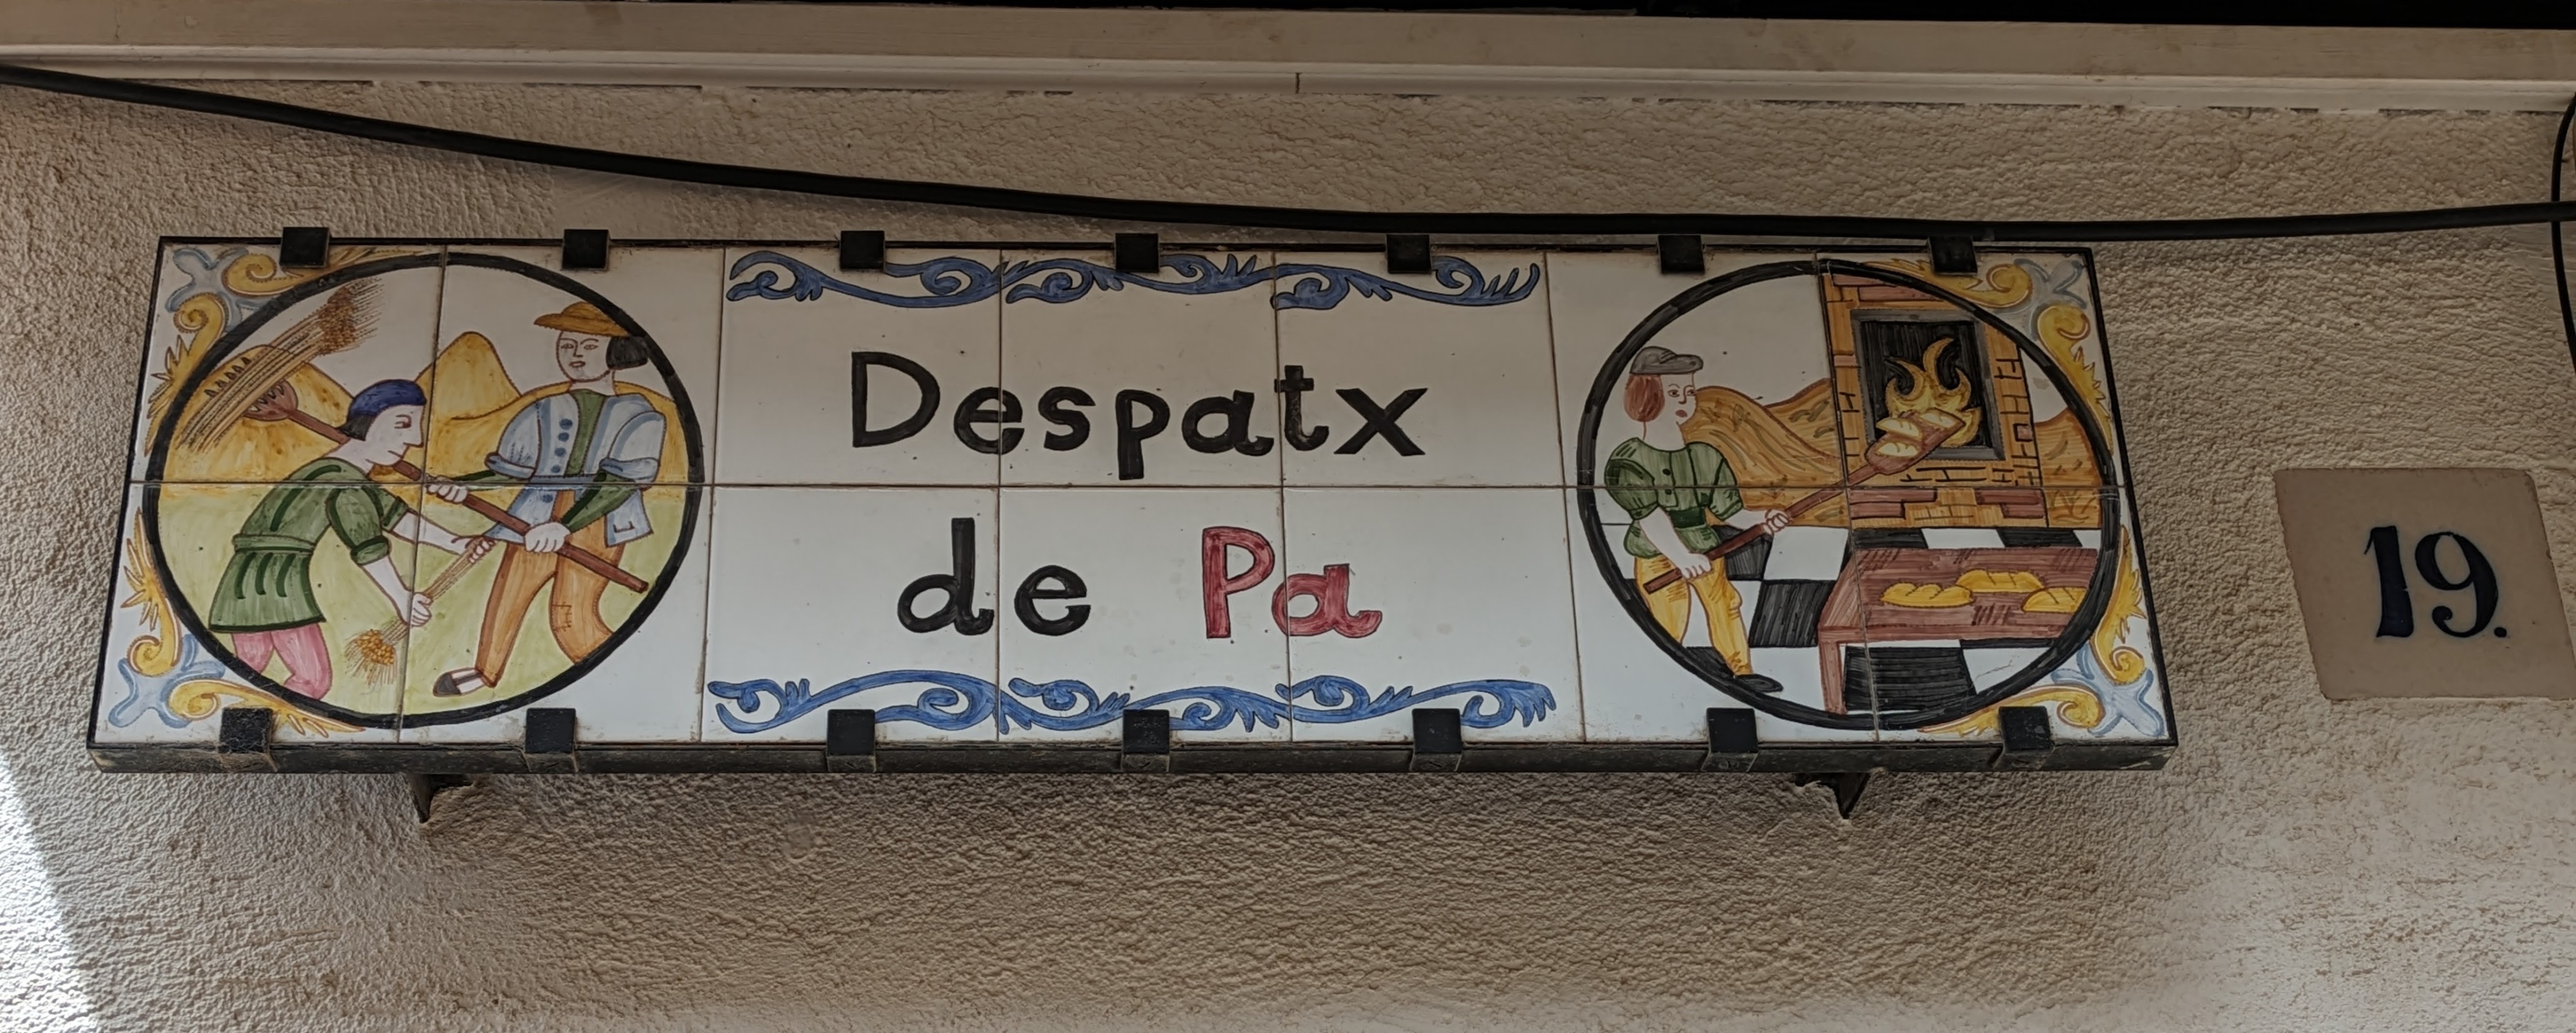 Despatx
de Pa
19.